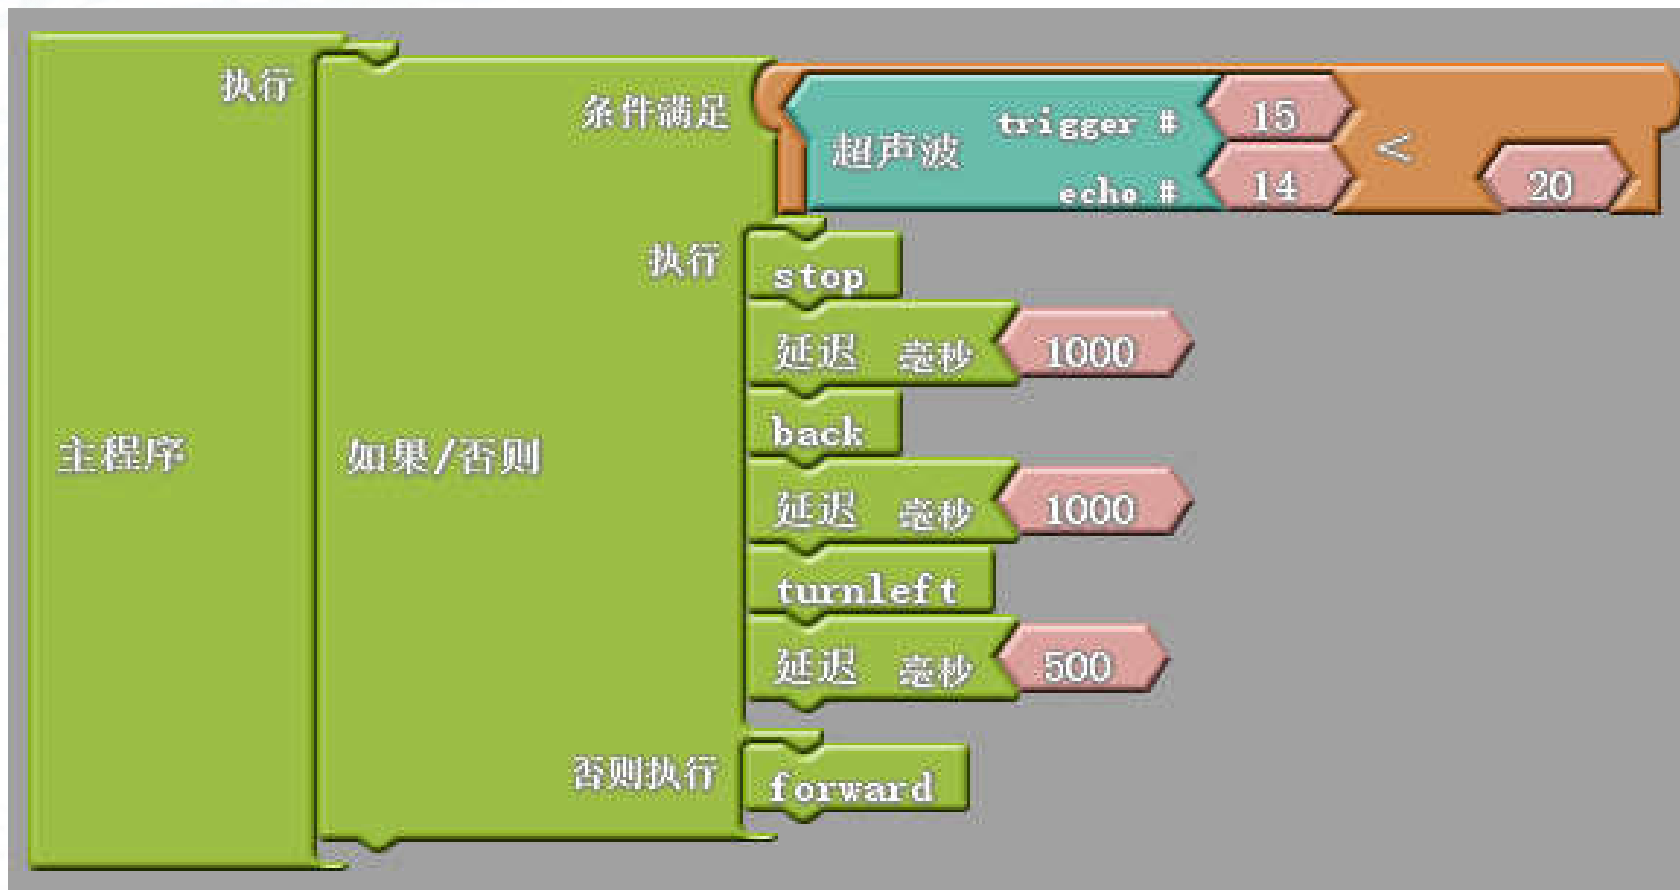 执行
条件满足
超声波 trigger # 15 < 20
echo # 14
执行
stop
延迟 毫秒 1000
back
主程序 如果/否则
延迟 毫秒 1000
turnleft
延迟 毫秒 500
否则执行
forward